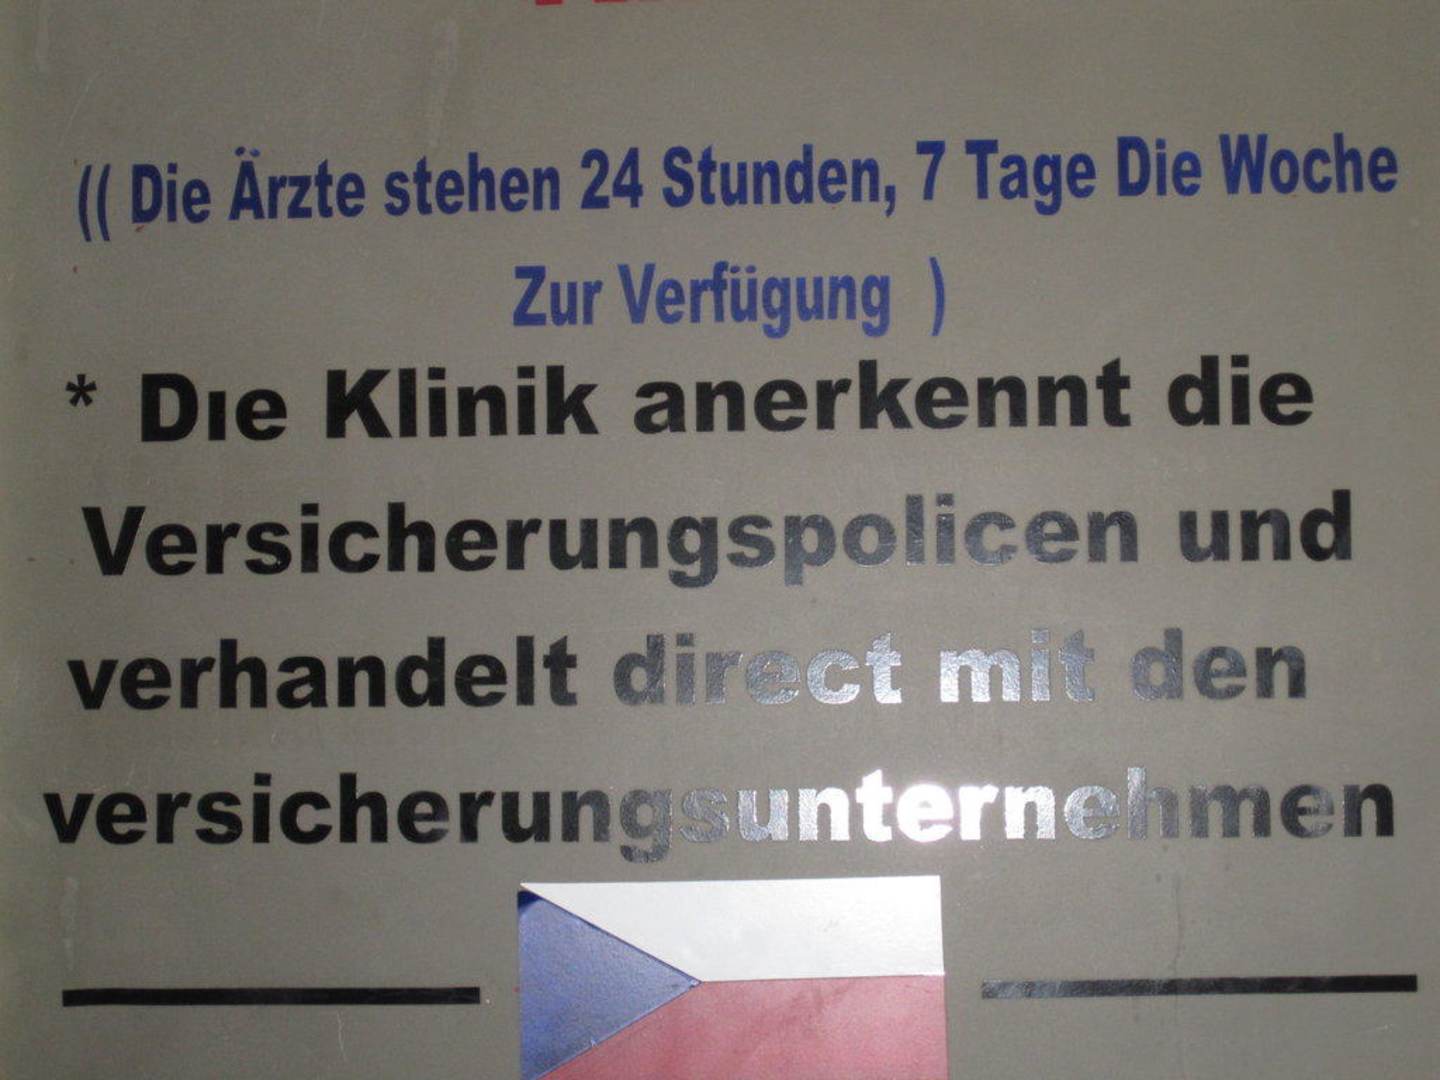 (( Die Ärzte stehen 24 Stunden, 7 Tage Die Woche
Zur Verfügung )
* Dıe Klinik anerkennt die
Versicherungspolicen und
verhandelt direct mit den
versicherungsunternehmen